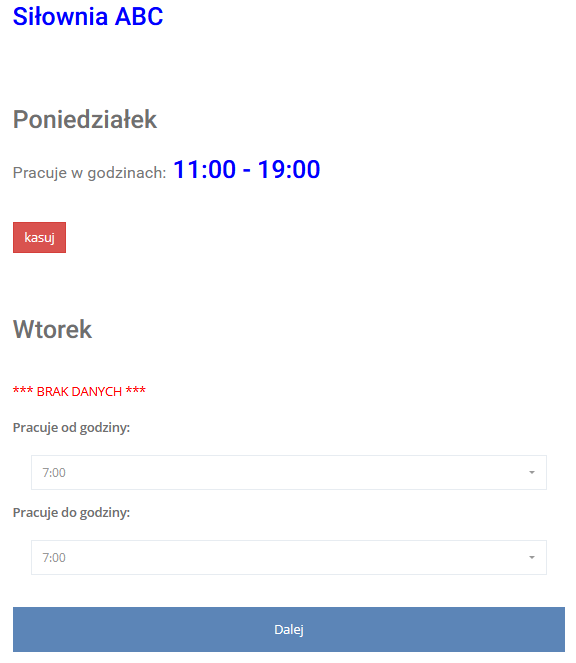 Siłownia ABC
Poniedziałek
Pracuje w godzinach: 11:00 - 19:00
kasuj
Wtorek
*** BRAK DANYCH ***
Pracuje od godziny:
7:00
Pracuje do godziny:
7:00
Dalej